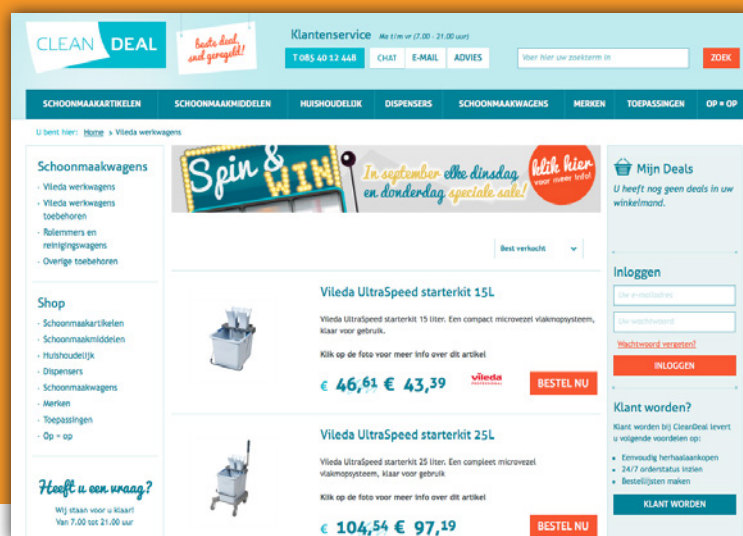 CLEAN DEAL
beste deal,
snel geregeld!
Klantenservice Ma t/m vr (7.00 - 21.00 uur)
T 085 40 12 448 CHAT E-MAIL ADVIES
Voer hier uw zoekterm in
ZOEK
SCHOONMAAKARTIKELEN SCHOONMAAKMIDDELEN HUISHOUDELIJK DISPENSERS SCHOONMAAKWAGENS MERKEN TOEPASSINGEN OP = OP
U bent hier: Home > Vileda werkwagens
Schoonmaakwagens
Vileda werkwagens
Vileda werkwagens
toebehoren
Rolemmers en
reinigingswagens
Overige toebehoren
Shop
Schoonmaakartikelen
Schoonmaakmiddelen
Huishoudelijk
Dispensers
Schoonmaakwagens
Merken
Toepassingen
Op = op
Heeft u een vraag?
Wij staan voor u klaar!
Van 7.00 tot 21.00 uur
Spin &
WIN
In september elke dinsdag
en donderdag speciale sale!
klik hier
voor meer info!
Best verkocht
Vileda UltraSpeed starterkit 15L
Vileda UltraSpeed starterkit 15 liter. Een compact microvezel vlakmopsysteem,
klaar voor gebruik.
Klik op de foto voor meer info over dit artikel
€ 46,61 € 43,39
vileda
PROFESSIONAL
BESTEL NU
Vileda UltraSpeed starterkit 25L
Vileda UltraSpeed starterkit 25 liter. Een compleet microvezel
vlakmopsysteem, klaar voor gebruik
Klik op de foto voor meer info over dit artikel
€ 104,54 € 97,19
BESTEL NU
Mijn Deals
U heeft nog geen deals in uw
winkelmand.
Inloggen
Uw e-mailadres
Uw wachtwoord
Wachtwoord vergeten?
INLOGGEN
Klant worden?
Klant worden bij CleanDeal levert
u volgende voordelen op:
Eenvoudig herhaalaankopen
24/7 orderstatus inzien
Bestellijsten maken
KLANT WORDEN